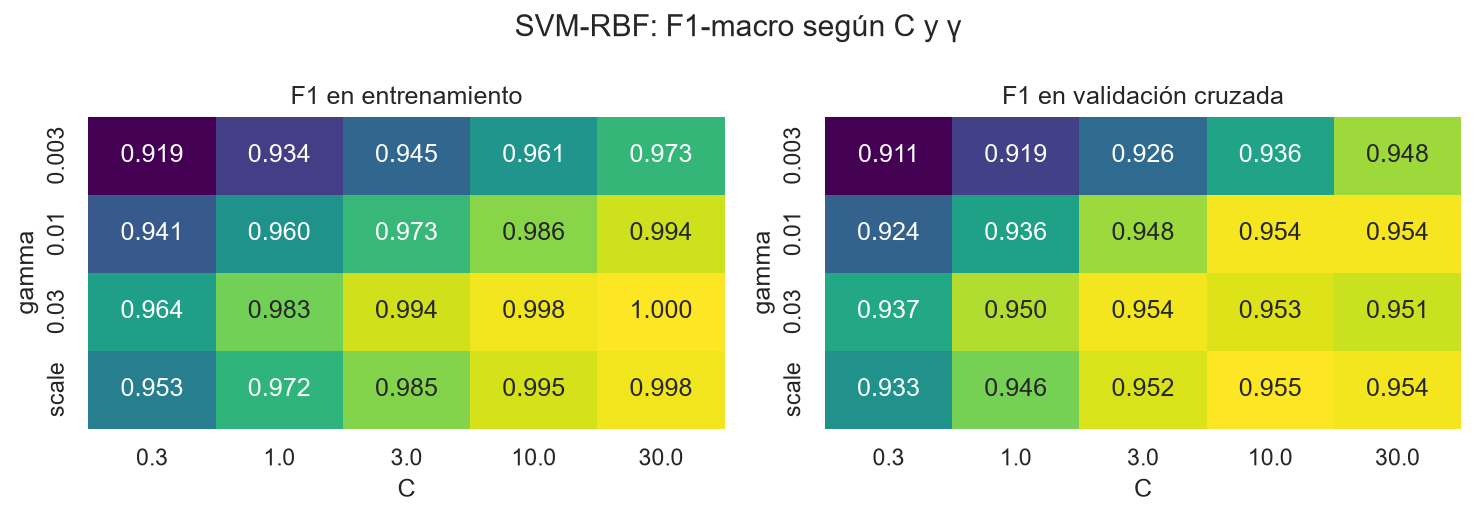 SVM-RBF: F1-macro según C y γ
F1 en entrenamiento
gamma
0.003 0.919 0.934 0.945 0.961 0.973
0.01 0.941 0.960 0.973 0.986 0.994
0.03 0.964 0.983 0.994 0.998 1.000
scale 0.953 0.972 0.985 0.995 0.998
0.3 1.0 3.0 10.0 30.0
C
F1 en validación cruzada
gamma
0.003 0.911 0.919 0.926 0.936 0.948
0.01 0.924 0.936 0.948 0.954 0.954
0.03 0.937 0.950 0.954 0.953 0.951
scale 0.933 0.946 0.952 0.955 0.954
0.3 1.0 3.0 10.0 30.0
C